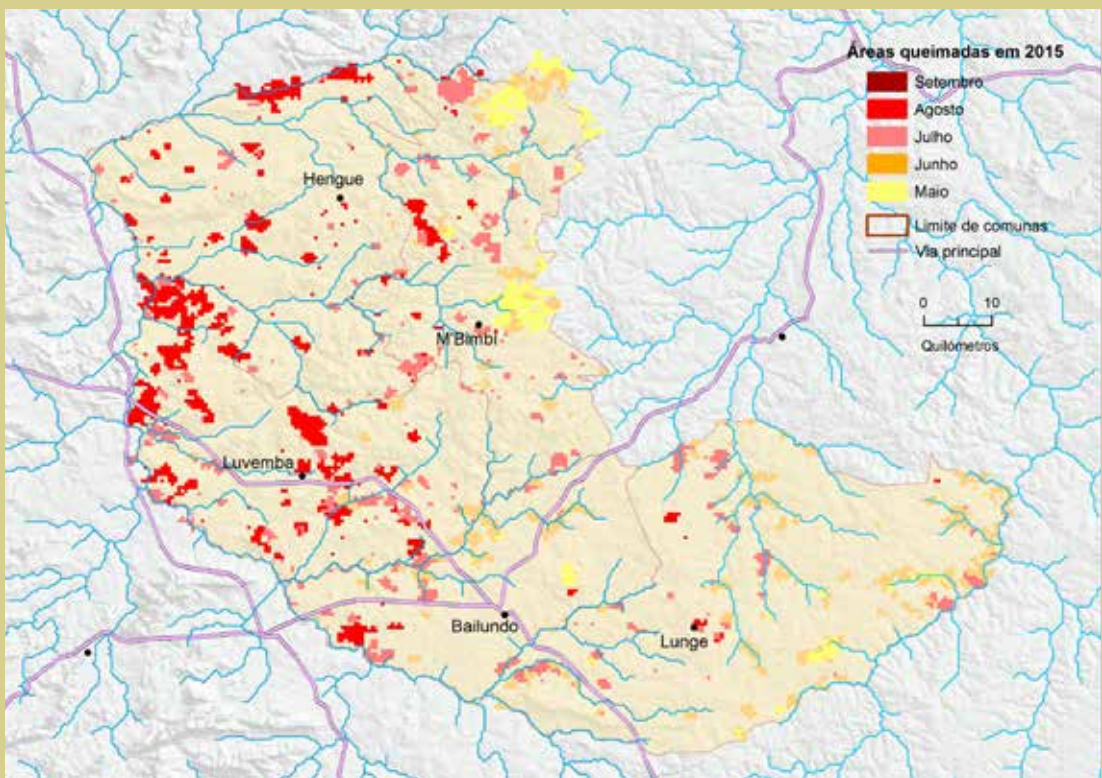 Áreas queimadas em 2015
Setembro
Agosto
Julho
Junho
Maio
Limite de comunas
Via principal
0 10
Quilómetros
Hengue
M'Bimbi
Luvemba
Bailundo
Lunge